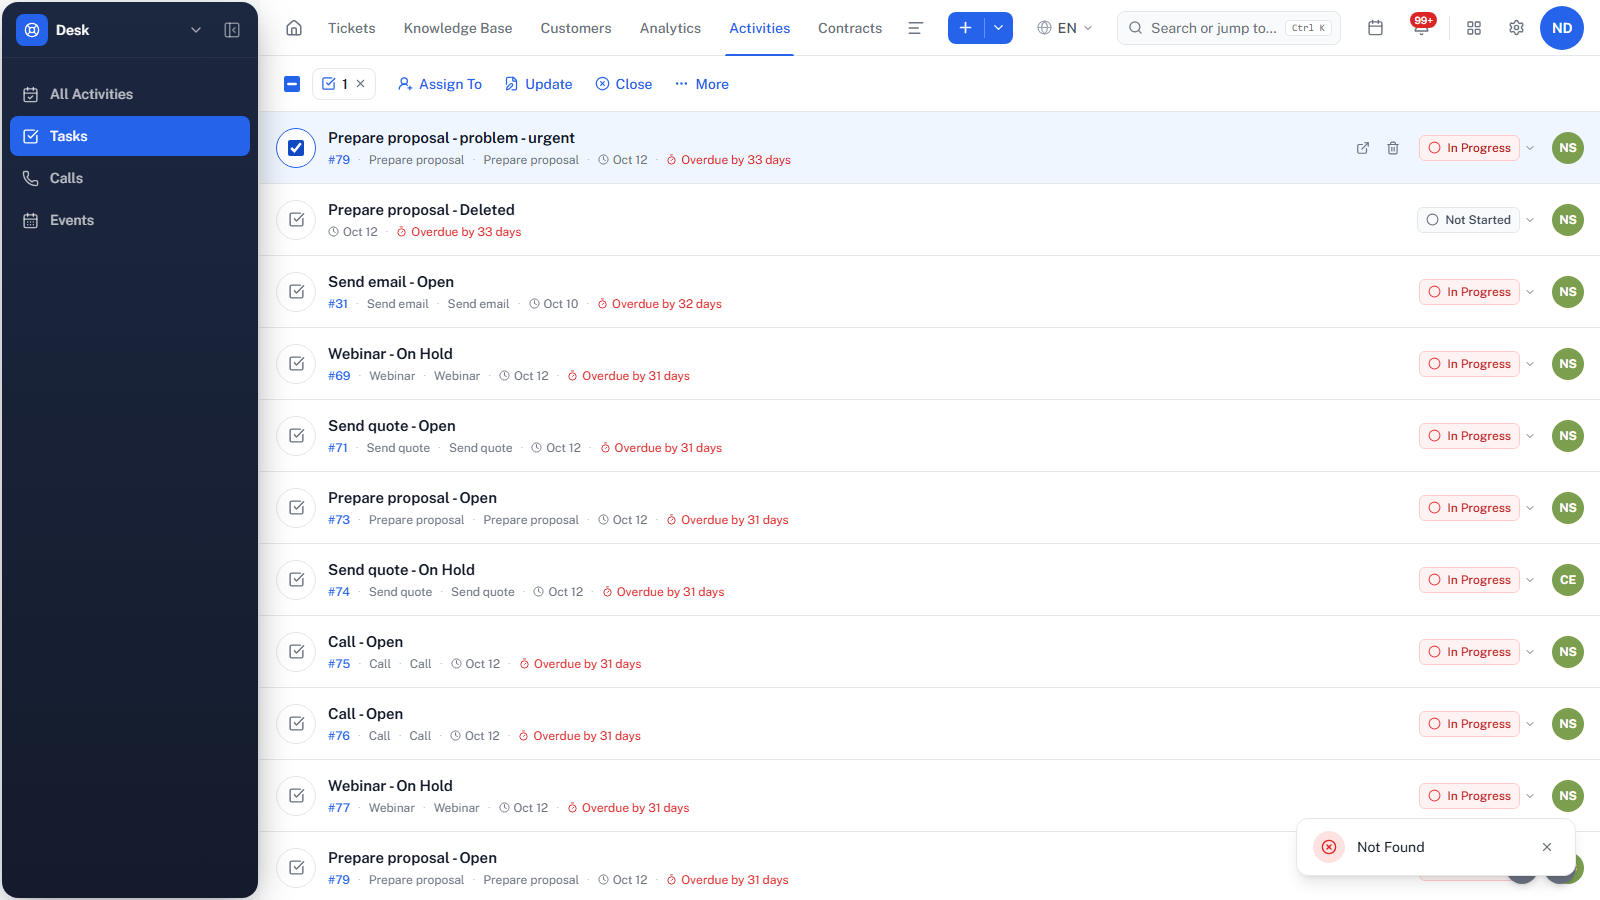 Desk
All Activities
Tasks
Calls
Events
Tickets Knowledge Base Customers Analytics Activities Contracts EN Search or jump to... Ctrl K 99+ ND
1 Assign To Update Close More
Prepare proposal - problem - urgent
#79 · Prepare proposal · Prepare proposal · Oct 12 · Overdue by 33 days In Progress NS
Prepare proposal - Deleted
Oct 12 · Overdue by 33 days Not Started NS
Send email - Open
#31 · Send email · Send email · Oct 10 · Overdue by 32 days In Progress NS
Webinar - On Hold
#69 · Webinar · Webinar · Oct 12 · Overdue by 31 days In Progress NS
Send quote - Open
#71 · Send quote · Send quote · Oct 12 · Overdue by 31 days In Progress NS
Prepare proposal - Open
#73 · Prepare proposal · Prepare proposal · Oct 12 · Overdue by 31 days In Progress NS
Send quote - On Hold
#74 · Send quote · Send quote · Oct 12 · Overdue by 31 days In Progress CE
Call - Open
#75 · Call · Call · Oct 12 · Overdue by 31 days In Progress NS
Call - Open
#76 · Call · Call · Oct 12 · Overdue by 31 days In Progress NS
Webinar - On Hold
#77 · Webinar · Webinar · Oct 12 · Overdue by 31 days In Progress NS
Prepare proposal - Open
#79 · Prepare proposal · Prepare proposal · Oct 12 · Overdue by 31 days
Not Found